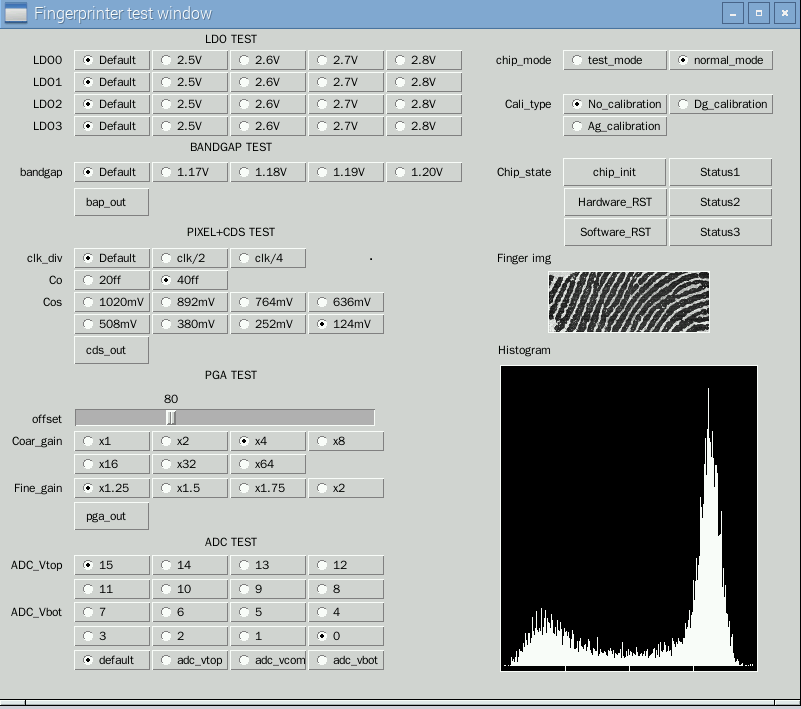 Fingerprinter test window
LDO TEST
LDO0 Default 2.5V 2.6V 2.7V 2.8V
LDO1 Default 2.5V 2.6V 2.7V 2.8V
LDO2 Default 2.5V 2.6V 2.7V 2.8V
LDO3 Default 2.5V 2.6V 2.7V 2.8V
BANDGAP TEST
bandgap Default 1.17V 1.18V 1.19V 1.20V
bap_out
PIXEL+CDS TEST
clk_div Default clk/2 clk/4
Co 20ff 40ff
Cos 1020mV 892mV 764mV 636mV
508mV 380mV 252mV 124mV
cds_out
PGA TEST
80
offset
Coar_gain x1 x2 x4 x8
x16 x32 x64
Fine_gain x1.25 x1.5 x1.75 x2
pga_out
ADC TEST
ADC_Vtop 15 14 13 12
11 10 9 8
ADC_Vbot 7 6 5 4
3 2 1 0
default adc_vtop adc_vcom adc_vbot
chip_mode test_mode normal_mode
Cali_type No_calibration Dg_calibration
Ag_calibration
Chip_state chip_init Status1
Hardware_RST Status2
Software_RST Status3
Finger img
Histogram